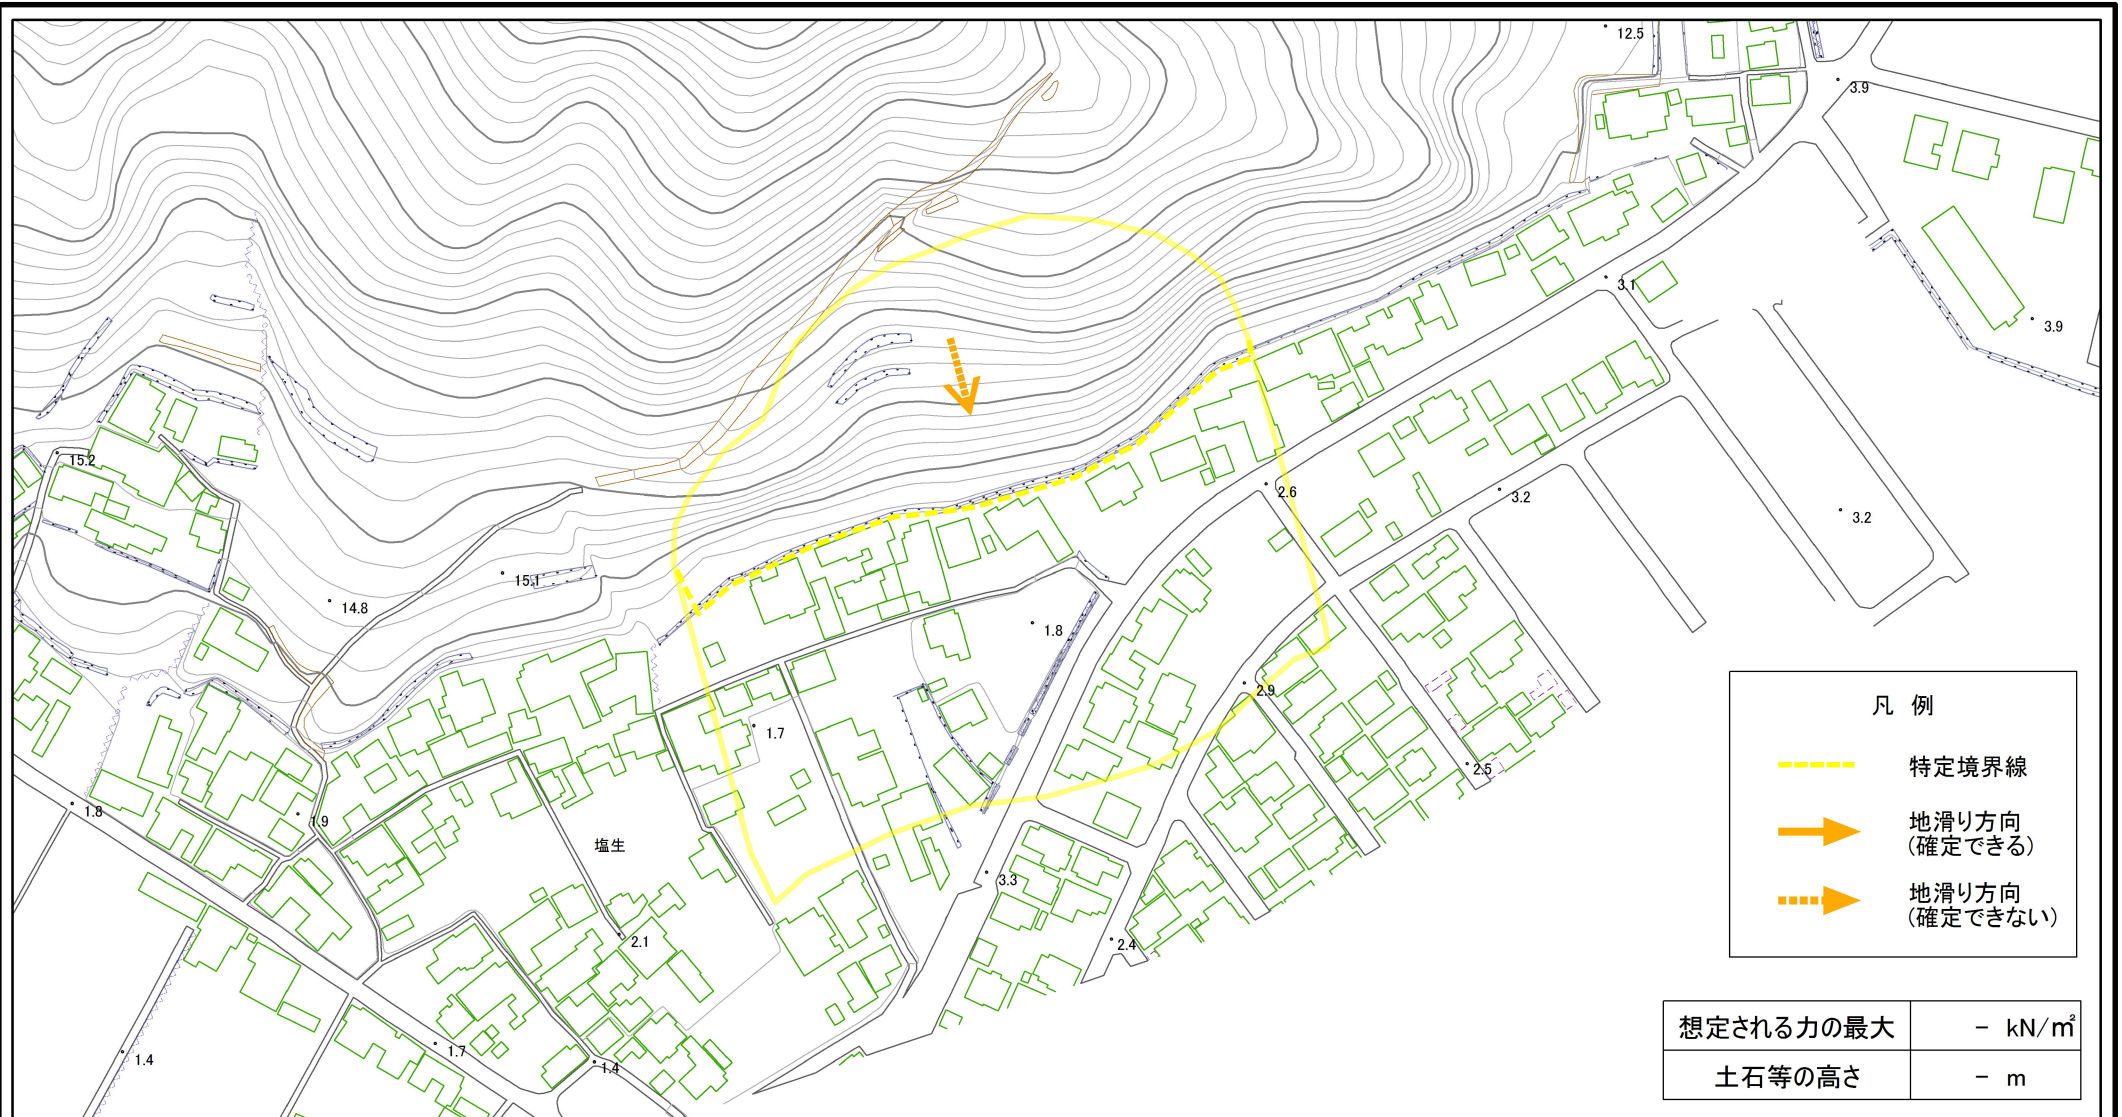 12.5
3.9
3.1
3.9
15.2
2.6
3.2
3.2
15.1
14.8
1.8
2.9
1.7
凡 例
特定境界線
地滑り方向
(確定できる)
地滑り方向
(確定できない)
2.5
1.8
1.9
塩生
3.3
2.1
2.4
1.7
1.4
1.4
想定される力の最大 - kN/㎡
土石等の高さ - m